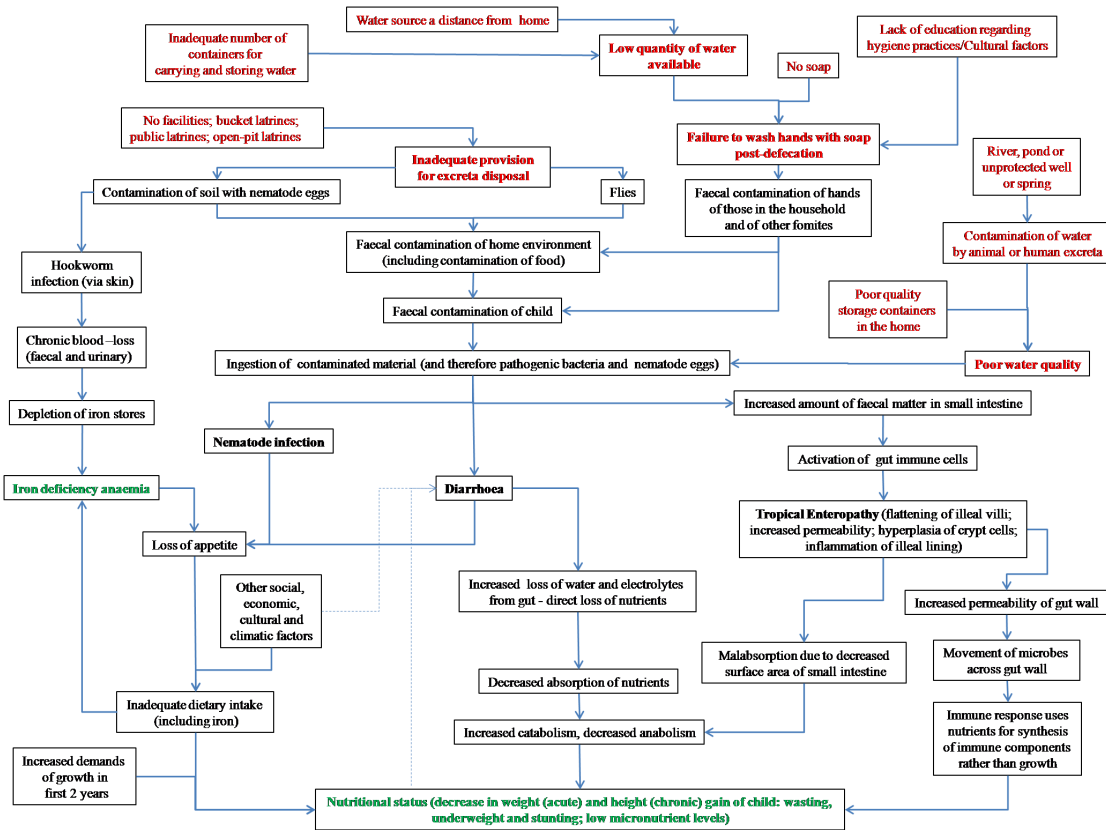 Water source a distance from home
Inadequate number of
containers for
carrying and storing water
Low quantity of water
available
Lack of education regarding
hygiene practices/Cultural factors
No soap
No facilities; bucket latrines;
public latrines; open-pit latrines
Failure to wash hands with soap
post-defecation
Inadequate provision
for excreta disposal
River, pond or
unprotected well
or spring
Contamination of soil with nematode eggs
Flies
Faecal contamination of hands
of those in the household
and of other fomites
Faecal contamination of home environment
(including contamination of food)
Contamination of water
by animal or human excreta
Hookworm
infection (via skin)
Faecal contamination of child
Poor quality
storage containers
in the home
Chronic blood –loss
(faecal and urinary)
Ingestion of contaminated material (and therefore pathogenic bacteria and nematode eggs)
Poor water quality
Depletion of iron stores
Increased amount of faecal matter in small intestine
Nematode infection
Activation of gut immune cells
Iron deficiency anaemia
Diarrhoea
Tropical Enteropathy (flattening of illeal villi;
increased permeability; hyperplasia of crypt cells;
inflammation of illeal lining)
Loss of appetite
Other social,
economic,
cultural and
climatic factors
Increased loss of water and electrolytes
from gut - direct loss of nutrients
Increased permeability of gut wall
Malabsorption due to decreased
surface area of small intestine
Movement of microbes
across gut wall
Decreased absorption of nutrients
Inadequate dietary intake
(including iron)
Increased catabolism, decreased anabolism
Immune response uses
nutrients for synthesis
of immune components
rather than growth
Increased demands
of growth in
first 2 years
Nutritional status (decrease in weight (acute) and height (chronic) gain of child: wasting,
underweight and stunting; low micronutrient levels)